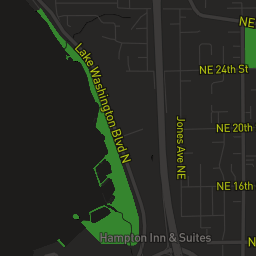 NE
Lake Washington Blvd N
NE 24th St
Jones Ave NE
NE 20th
NE 16th
Hampton Inn & Suites